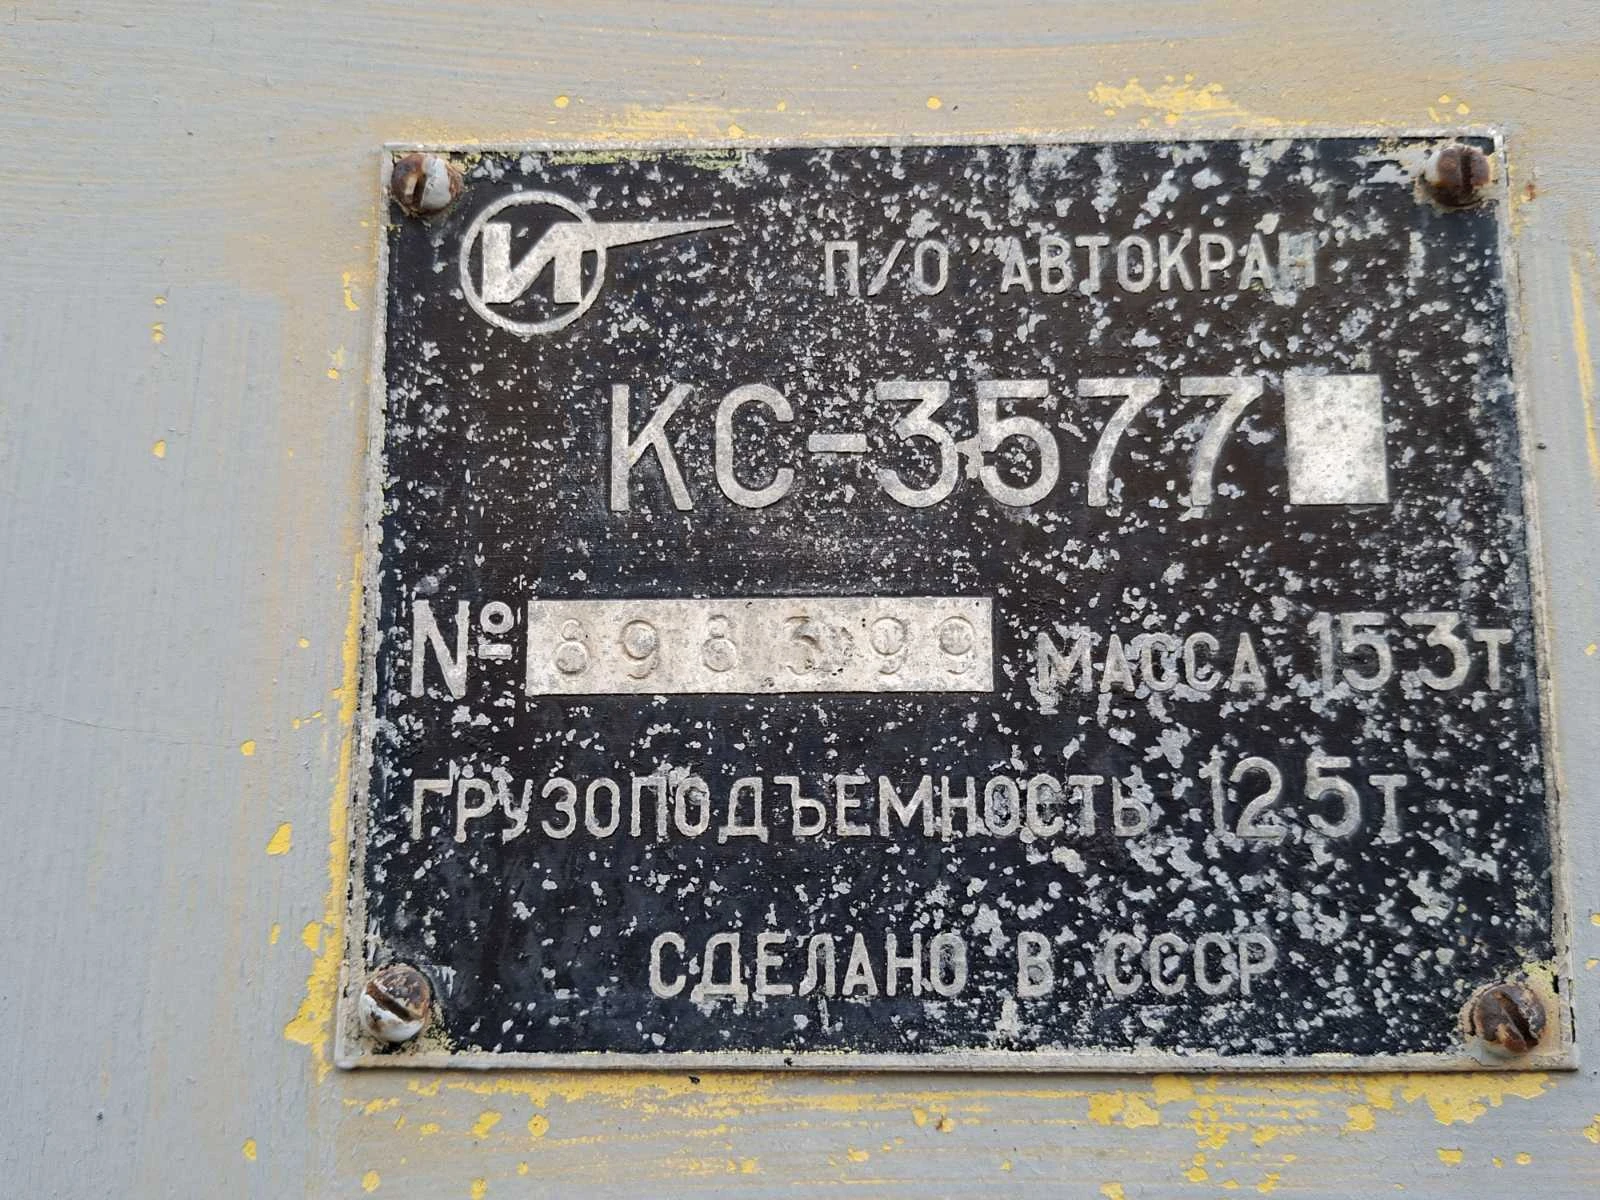 И П/О "АВТОКРАН"
КС-3577
№ 898399 МАССА 15.3т
ГРУЗОПОДЪЕМНОСТЬ 12.5т
СДЕЛАНО В СССР